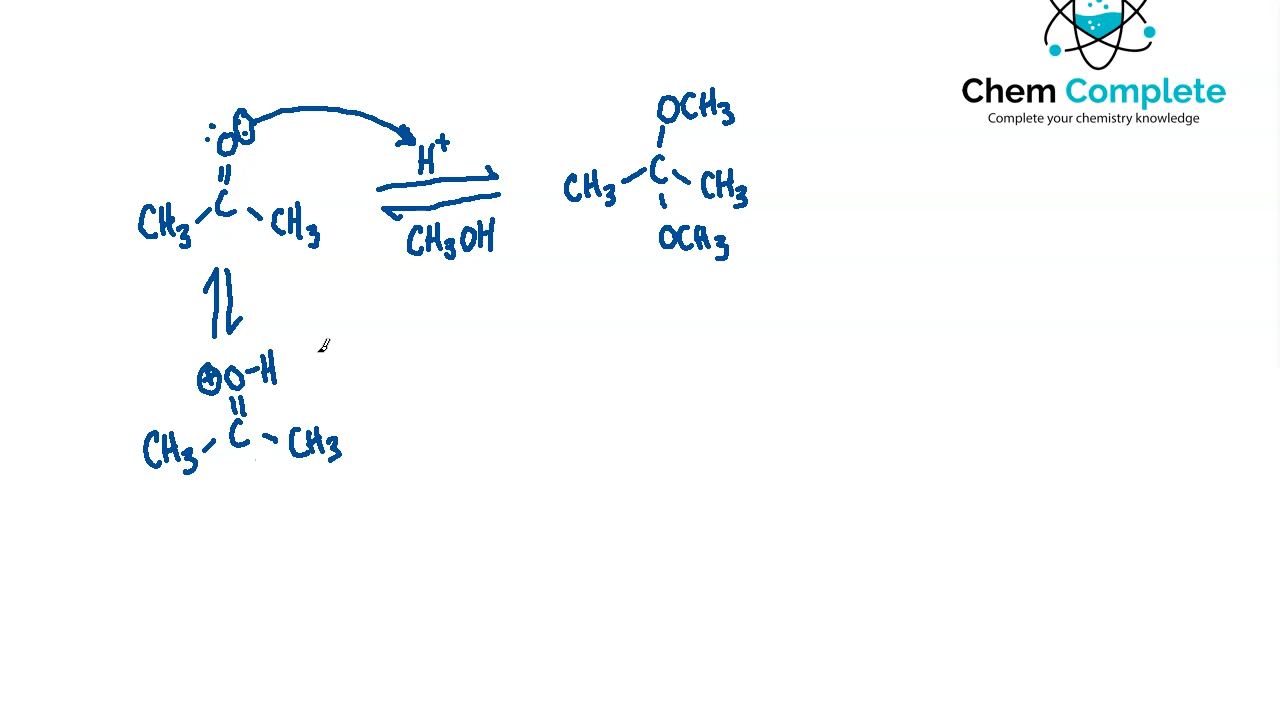 Chem Complete
Complete your chemistry knowledge
OCH3
:O:
H+
C
CH3 C CH3
CH3 C CH3
CH3OH
OCH3
⊕O-H
C
CH3 CH3